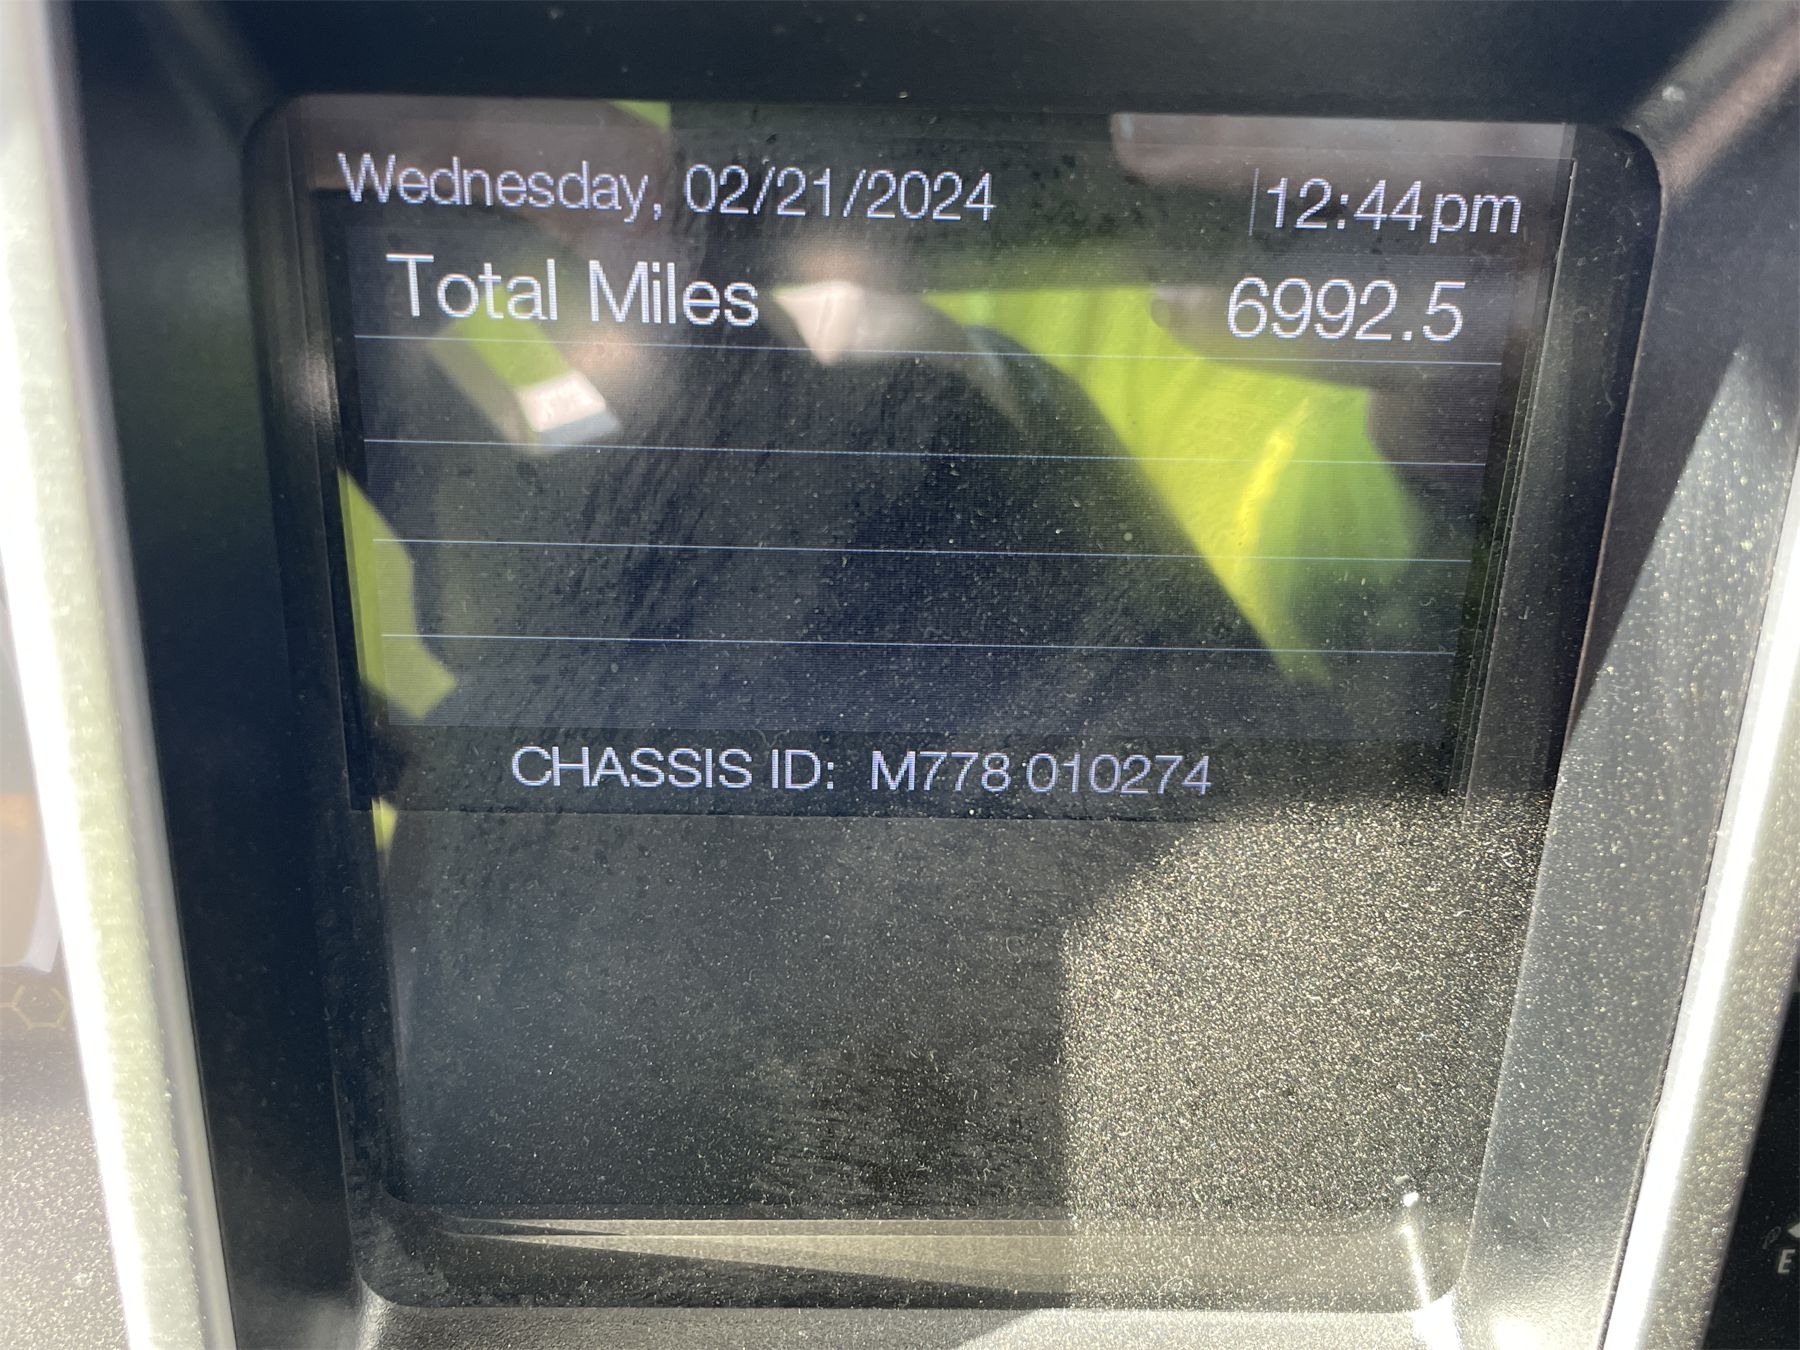 Wednesday, 02/21/2024 12:44pm
Total Miles 6992.5
CHASSIS ID: M778 010274
E